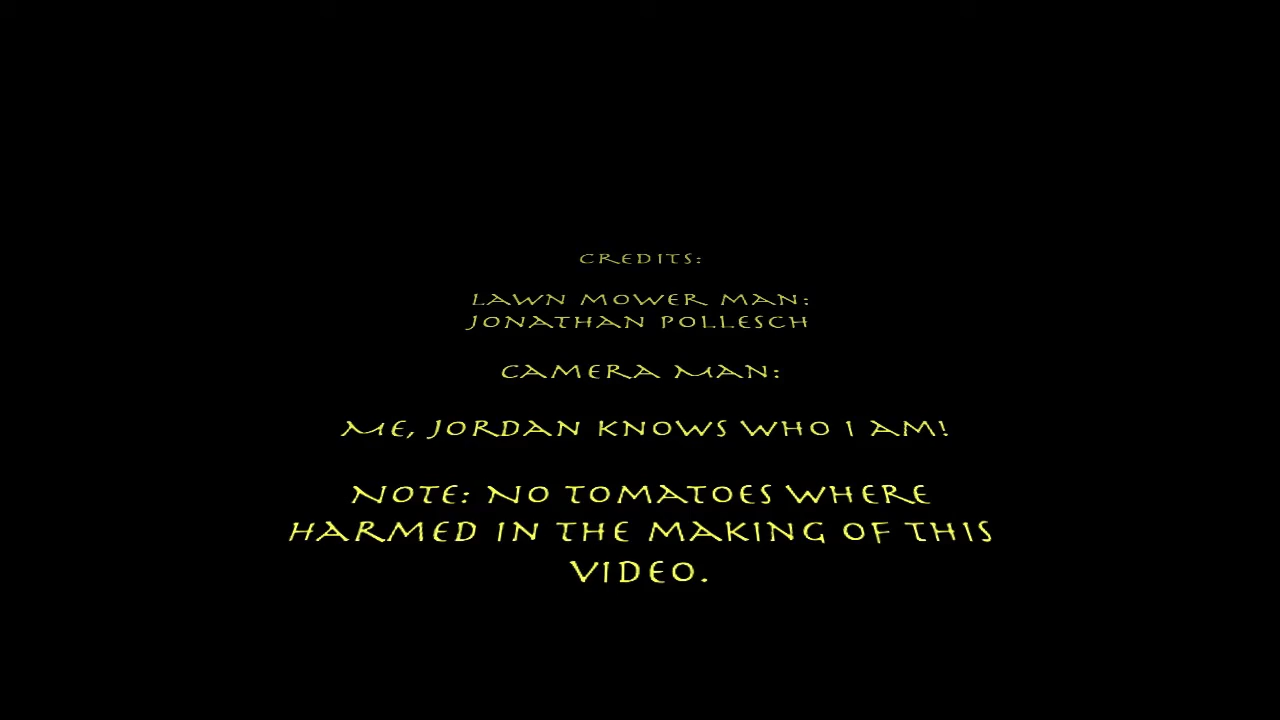 CREDITS:
LAWN MOWER MAN:
JONATHAN POLLESCH
CAMERA MAN:
ME, JORDAN KNOWS WHO I AM!
NOTE: NO TOMATOES WHERE
HARMED IN THE MAKING OF THIS
VIDEO.